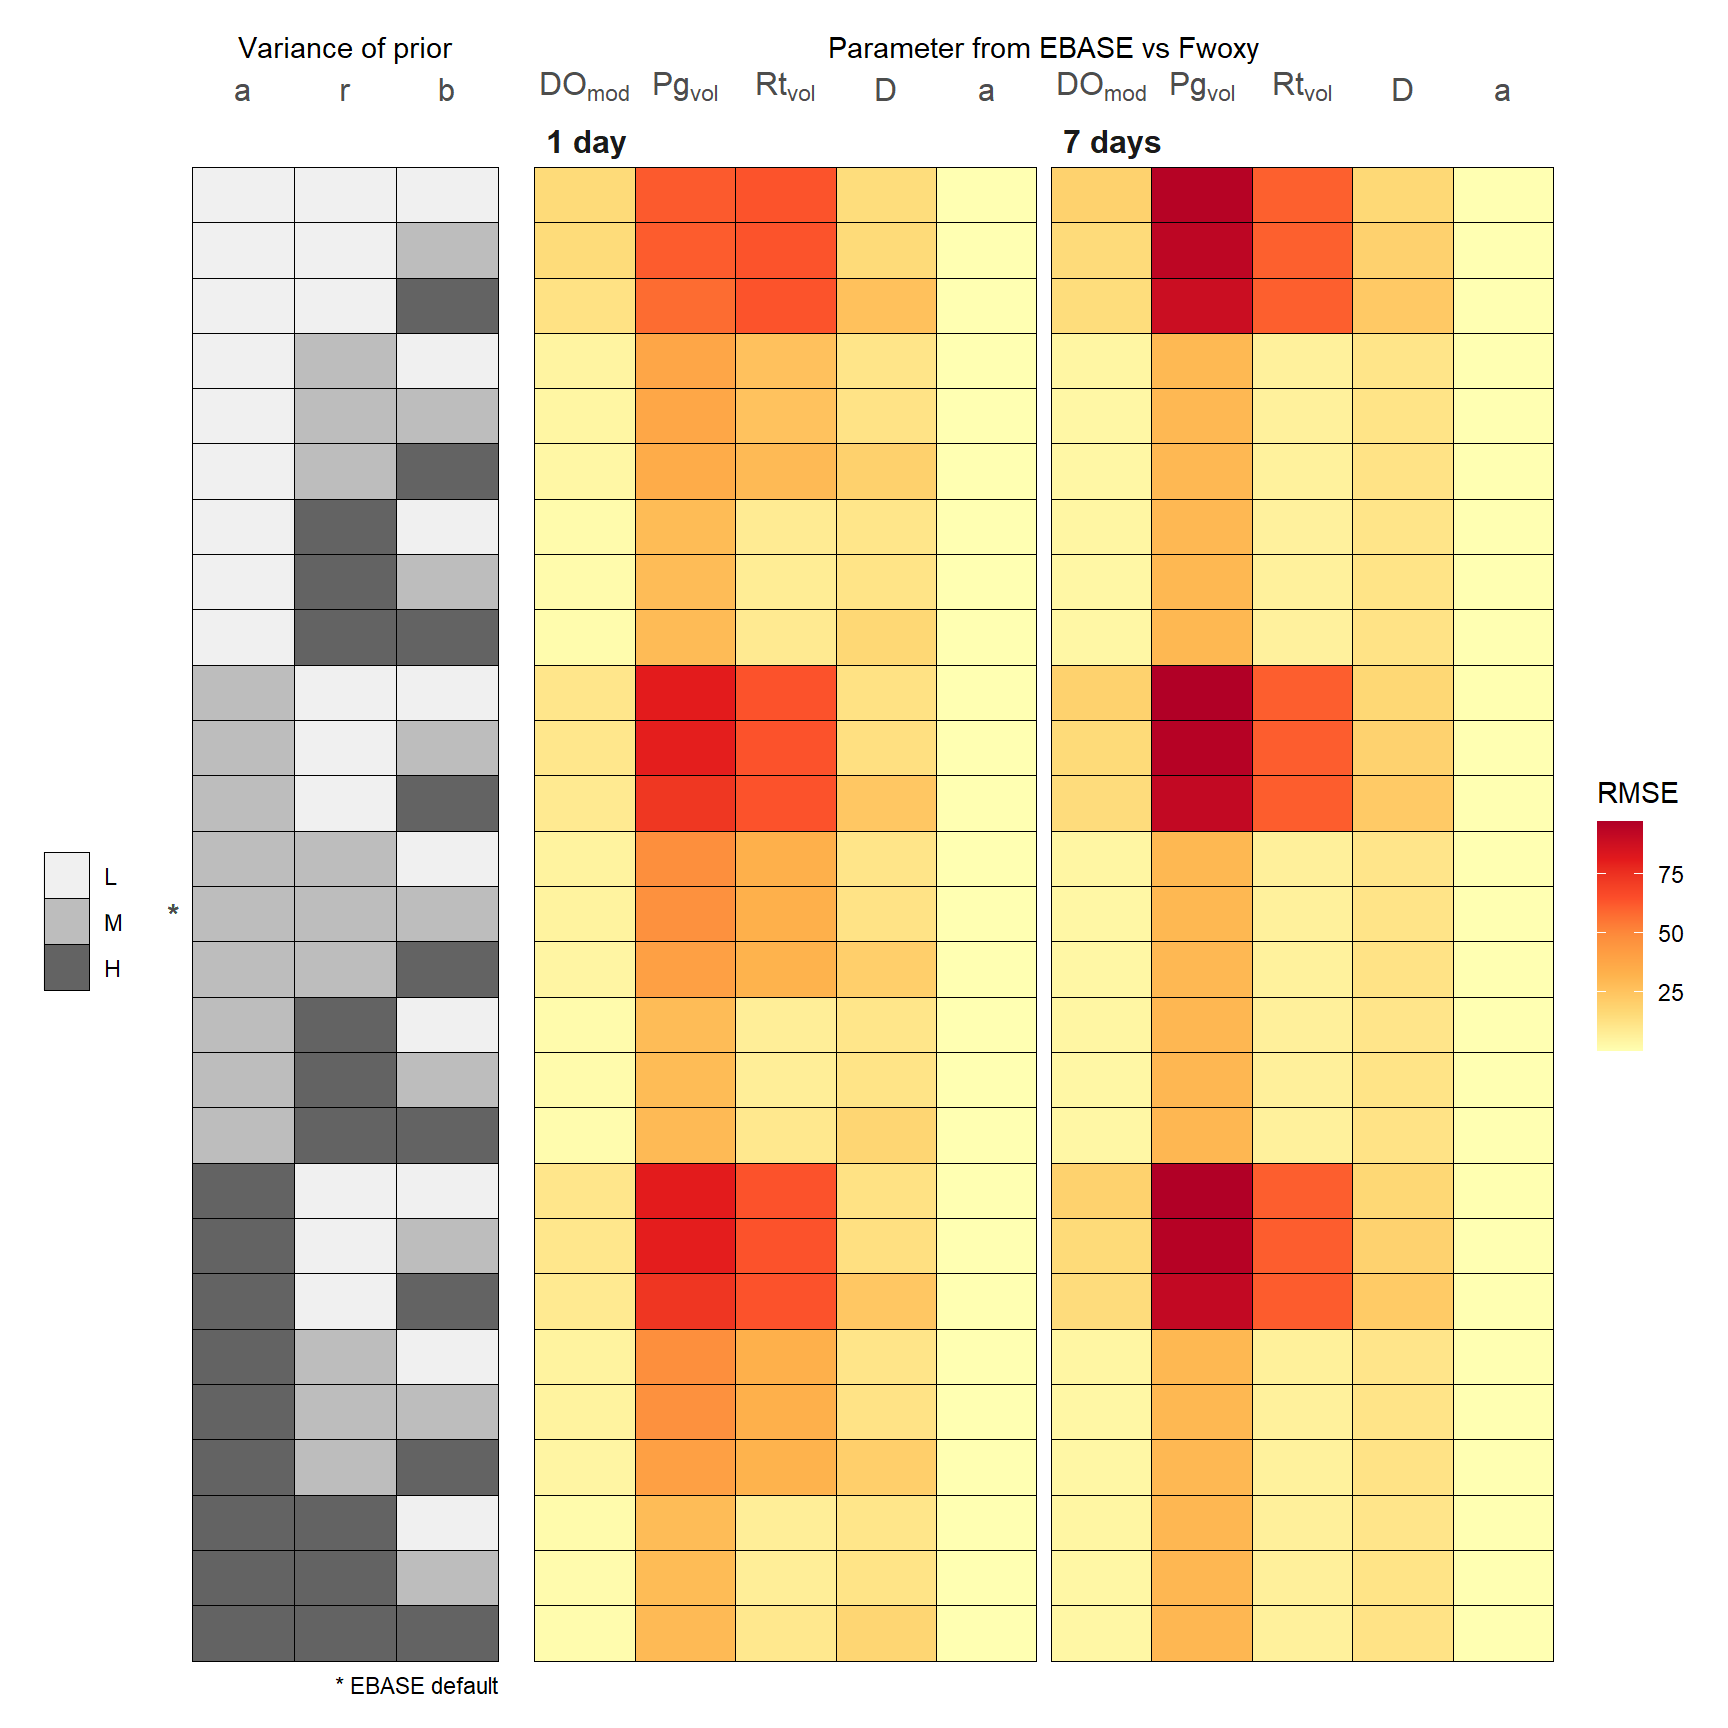 Variance of prior
Parameter from EBASE vs Fwoxy
a r b
DOmod Pgvol Rtvol D a
DOmod Pgvol Rtvol D a
1 day
7 days
RMSE
75
50
25
L
M
H
*
* EBASE default